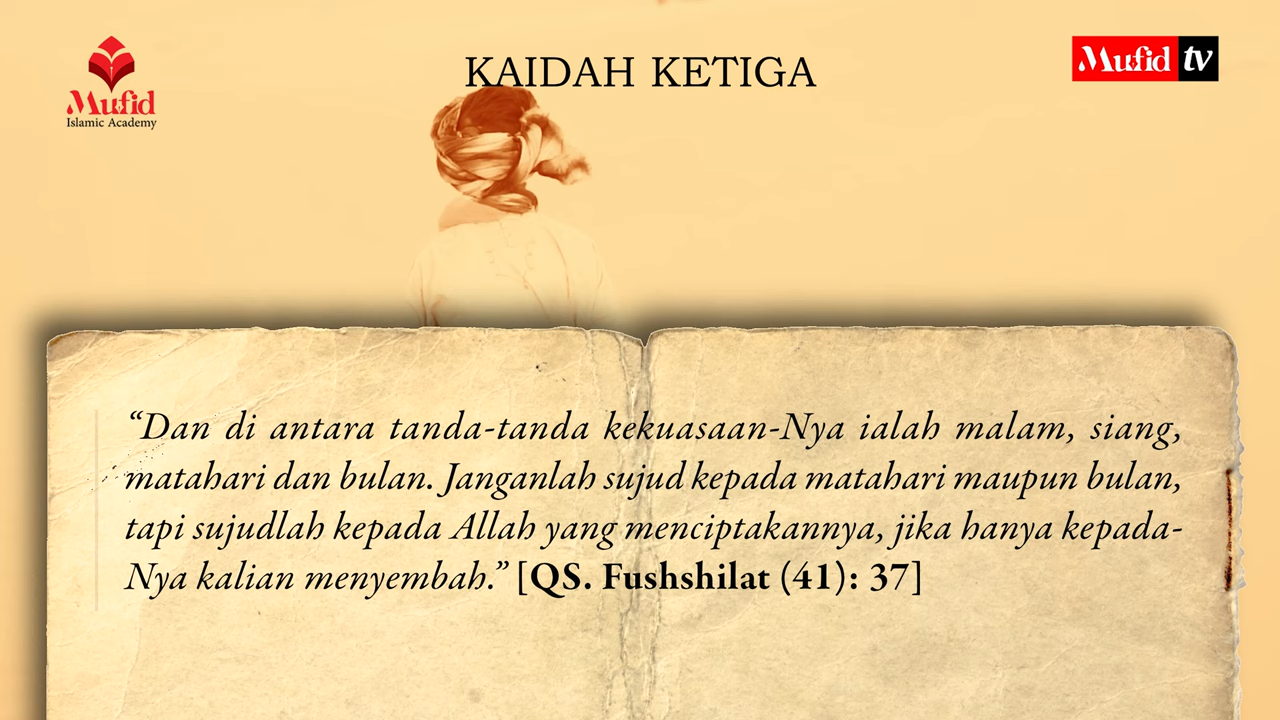 Mufid
Islamic Academy
KAIDAH KETIGA
Mufid tv
“Dan di antara tanda-tanda kekuasaan-Nya ialah malam, siang,
matahari dan bulan. Janganlah sujud kepada matahari maupun bulan,
tapi sujudlah kepada Allah yang menciptakannya, jika hanya kepada-
Nya kalian menyembah.” [QS. Fushshilat (41): 37]